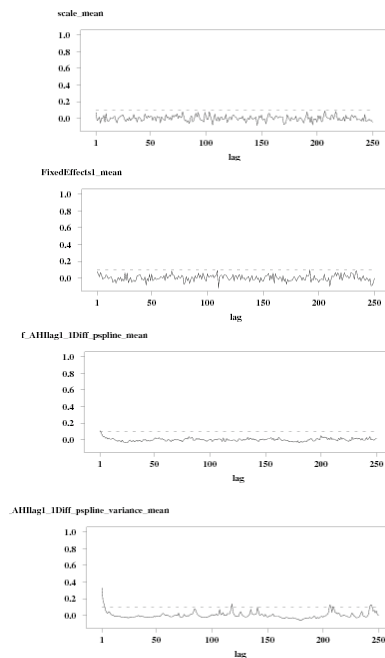 scale_mean
1.0
0.8
0.6
0.4
0.2
0.0
1 50 100 150 200 250
lag
FixedEffects1_mean
1.0
0.8
0.6
0.4
0.2
0.0
1 50 100 150 200 250
lag
f_AHIlag1_1Diff_pspline_mean
1.0
0.8
0.6
0.4
0.2
0.0
1 50 100 150 200 250
lag
_AHIlag1_1Diff_pspline_variance_mean
1.0
0.8
0.6
0.4
0.2
0.0
1 50 100 150 200 250
lag